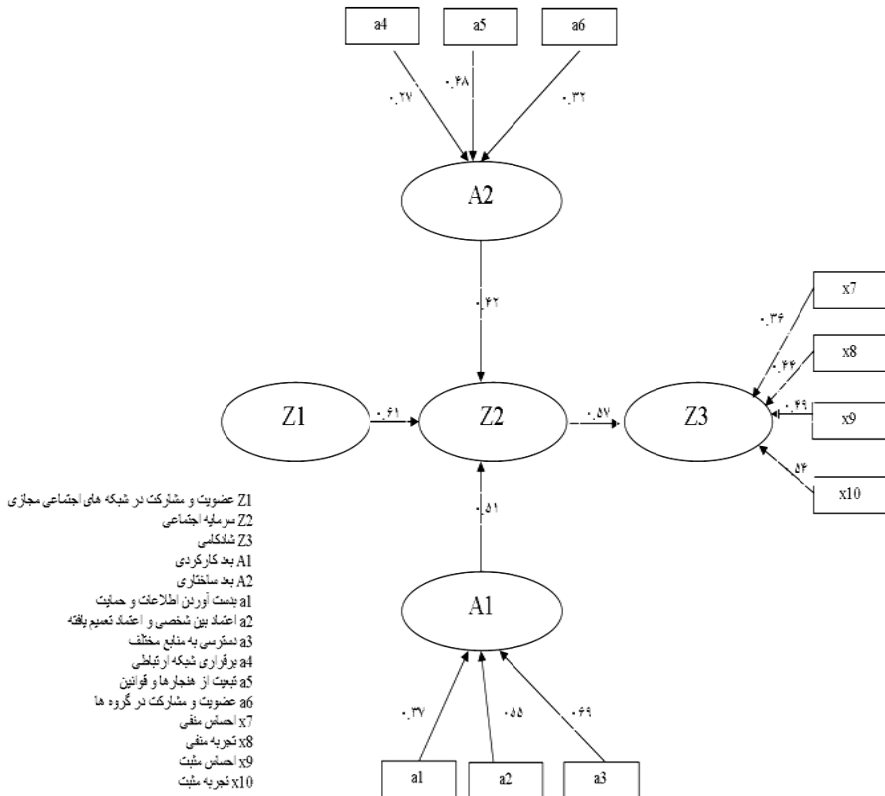 a4 a5 a6
۰.۲۷ ۰.۴۸ ۰.۳۲
A2
۰.۴۲
x7
۰.۳۶
x8
۰.۴۴
Z1 ۰.۶۱ Z2 ۰.۵۷ Z3 ۰.۴۹ x9
۵۴ x10
۰.۵۱
A1
۰.۳۷ ۰.۵۵ ۰.۶۹
a1 a2 a3
Z1 عضویت و مشارکت در شبکه های اجتماعی مجازی
Z2 سرمایه اجتماعی
Z3 شادکامی
A1 بعد کارکردی
A2 بعد ساختاری
a1 بدست آوردن اطلاعات و حمایت
a2 اعتماد بین شخصی و اعتماد تعمیم یافته
a3 دسترسی به منابع مختلف
a4 برقراری شبکه ارتباطی
a5 تبعیت از هنجارها و قوانین
a6 عضویت و مشارکت در گروه ها
x7 احساس منفی
x8 تجربه منفی
x9 احساس مثبت
x10 تجربه مثبت